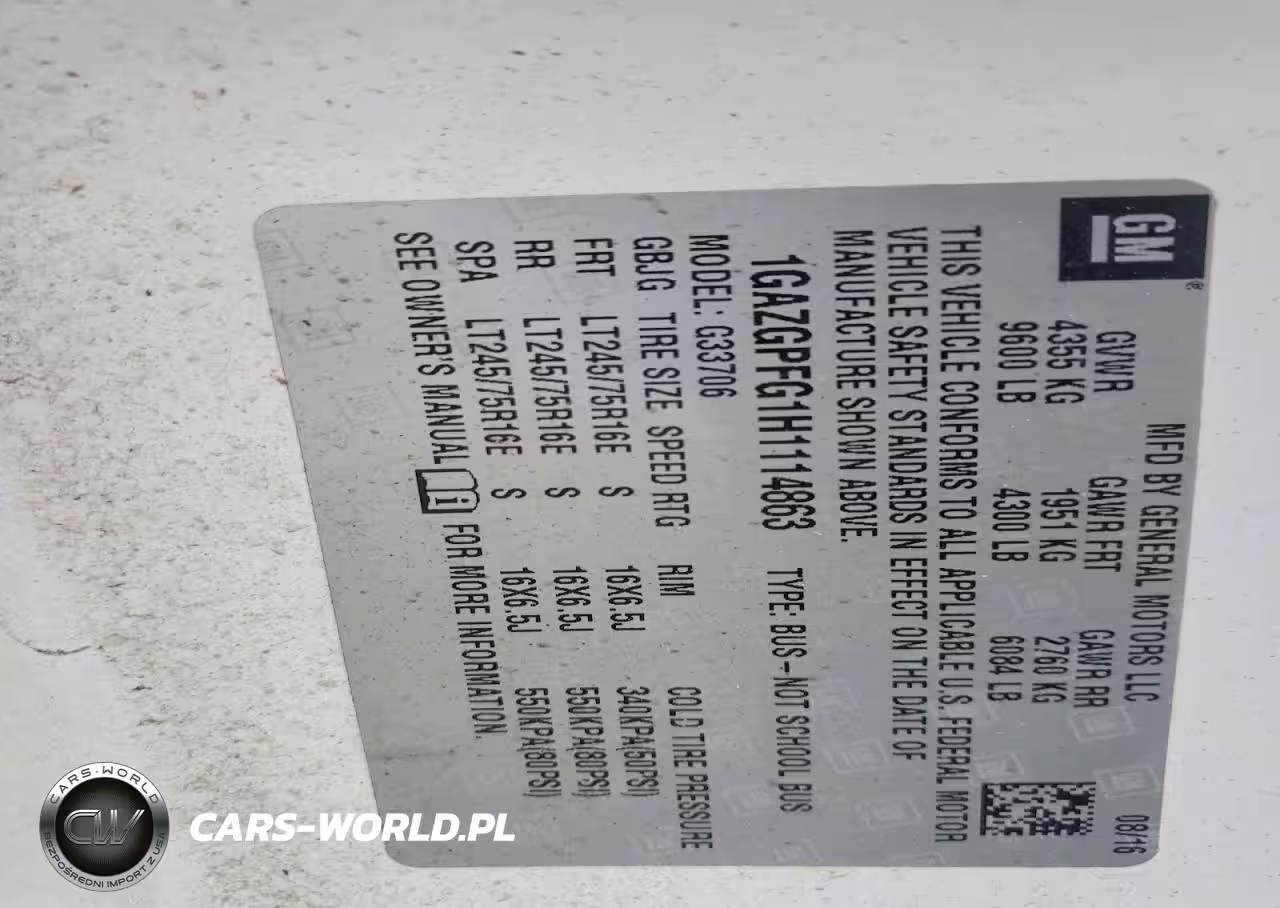 GM®
MFD BY GENERAL MOTORS LLC 08/16
GVWR GAWR FRT GAWR RR
4355 KG 1951 KG 2760 KG
9600 LB 4300 LB 6084 LB
THIS VEHICLE CONFORMS TO ALL APPLICABLE U.S. FEDERAL MOTOR
VEHICLE SAFETY STANDARDS IN EFFECT ON THE DATE OF
MANUFACTURE SHOWN ABOVE.
1GAZGPFG1H1114863 TYPE: BUS-NOT SCHOOL BUS
MODEL: G33706
GBJG TIRE SIZE SPEED RTG RIM COLD TIRE PRESSURE
FRT LT245/75R16E S 16X6.5J 340KPA(50PSI)
RR LT245/75R16E S 16X6.5J 550KPA(80PSI)
SPA LT245/75R16E S 16X6.5J 550KPA(80PSI)
SEE OWNER'S MANUAL i FOR MORE INFORMATION.
CARS-WORLD
CW
BEZPOŚREDNI IMPORT Z USA
CARS-WORLD.PL